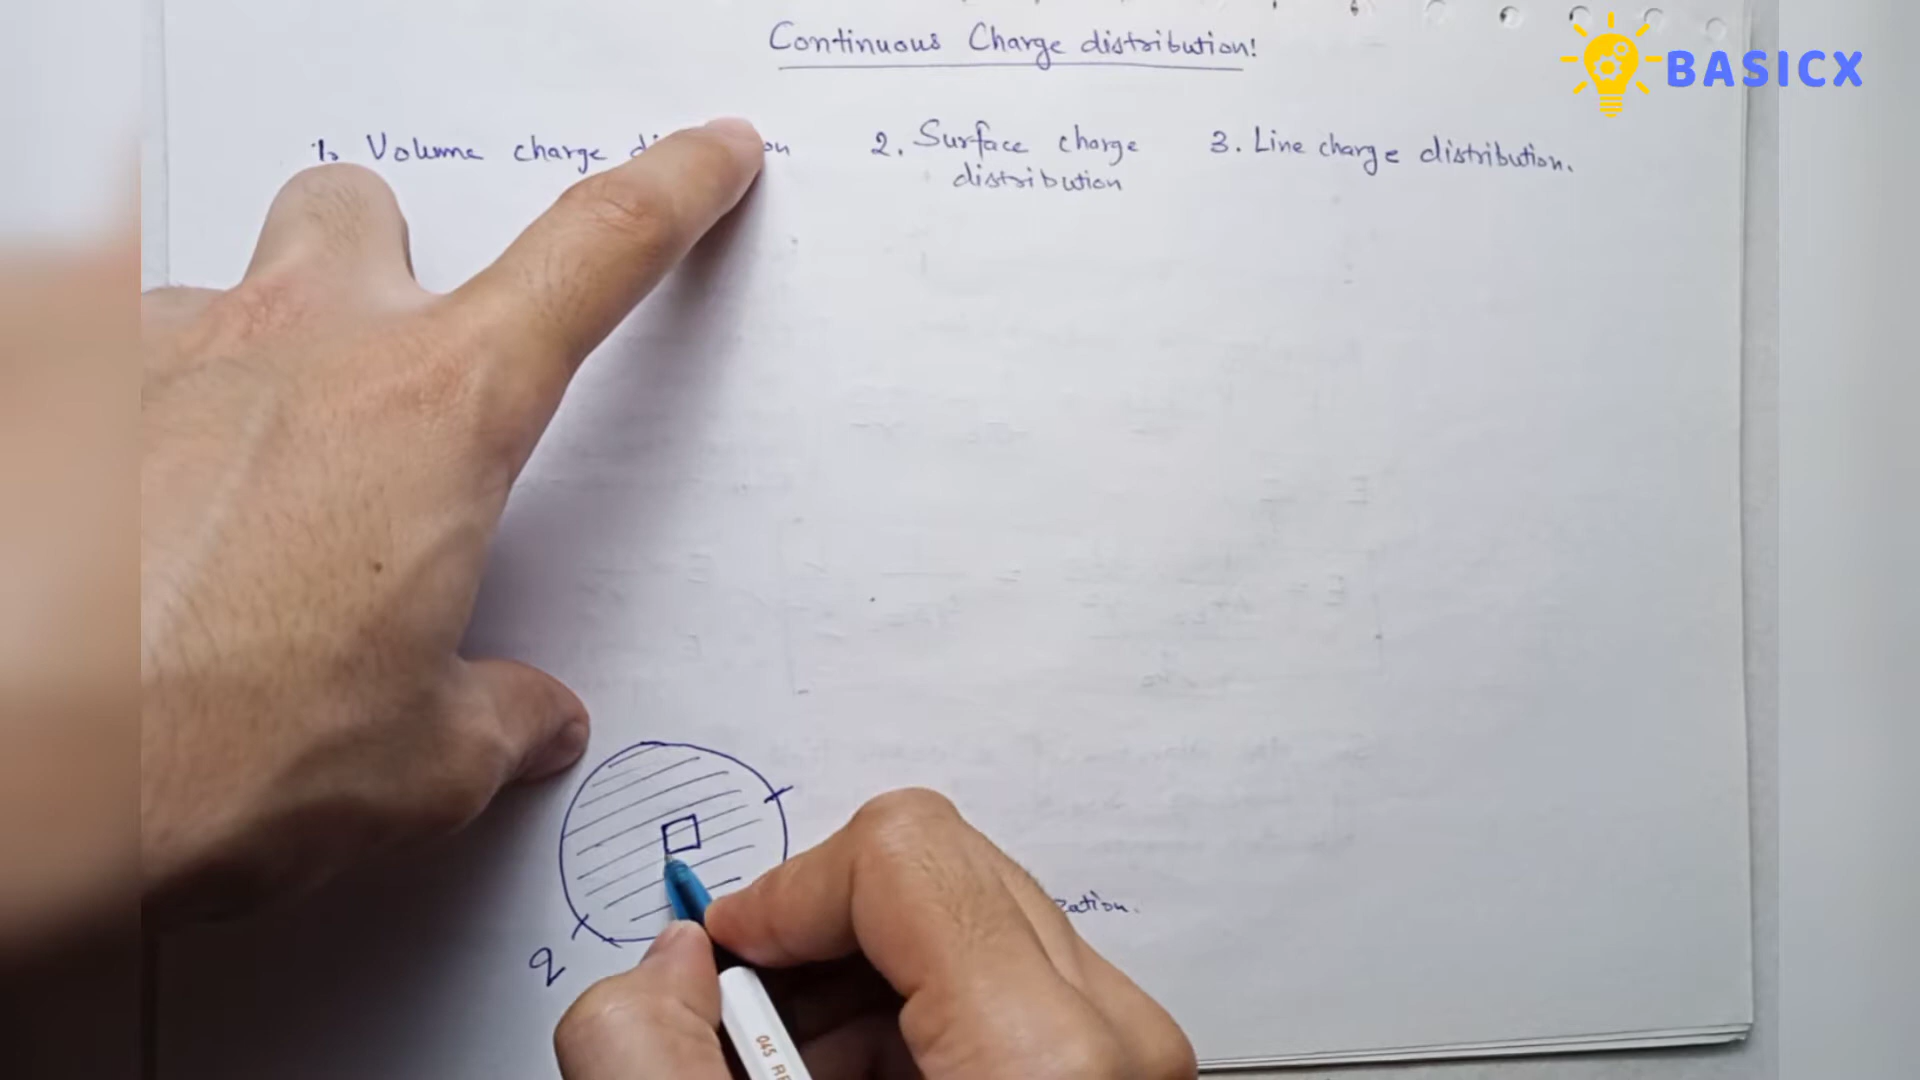 Continuous Charge distribution!
BASICX
1. Volume charge
2. Surface charge distribution
3. Line charge distribution.
q